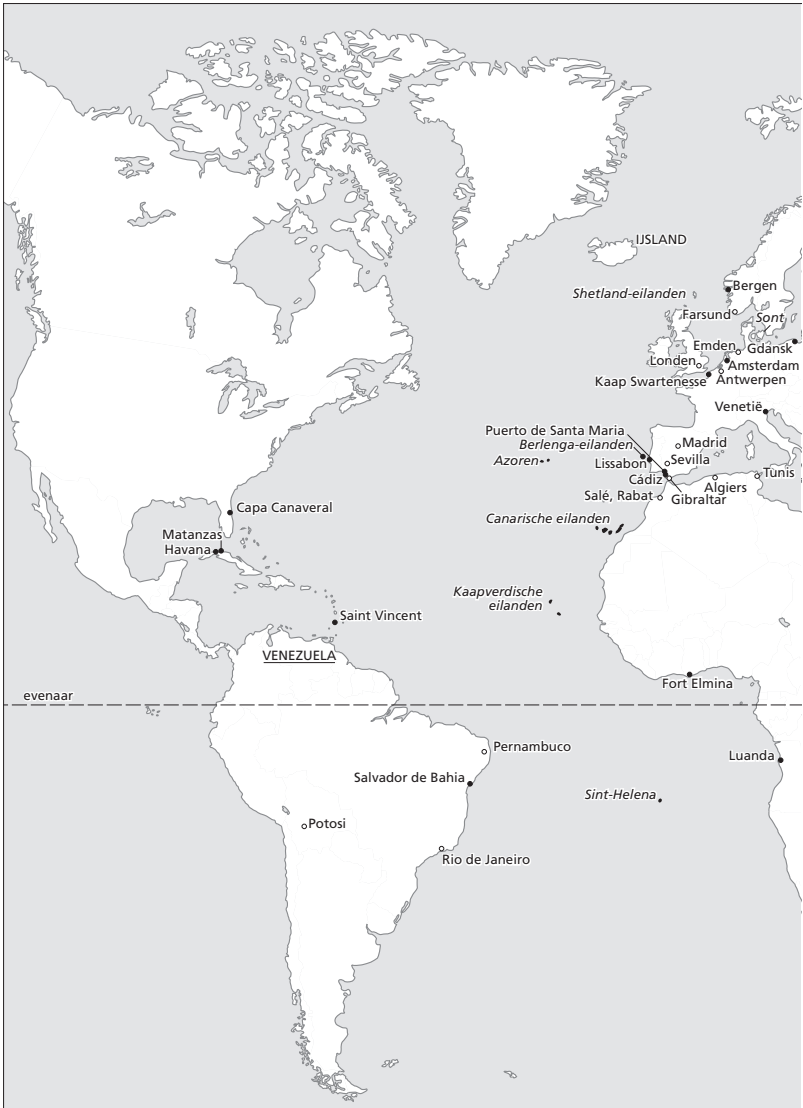 IJSLAND
Bergen
Shetland-eilanden
Farsund
Sont
Emden
Gdansk
Londen
Amsterdam
Kaap Swartenesse
Antwerpen
Venetië
Puerto de Santa Maria
Berlenga-eilanden
Madrid
Azoren
Lissabon
Sevilla
Cádiz
Tunis
Algiers
Salé, Rabat
Gibraltar
Capa Canaveral
Canarische eilanden
Matanzas
Havana
Kaapverdische
eilanden
Saint Vincent
VENEZUELA
Fort Elmina
evenaar
Pernambuco
Luanda
Salvador de Bahia
Sint-Helena
Potosi
Rio de Janeiro